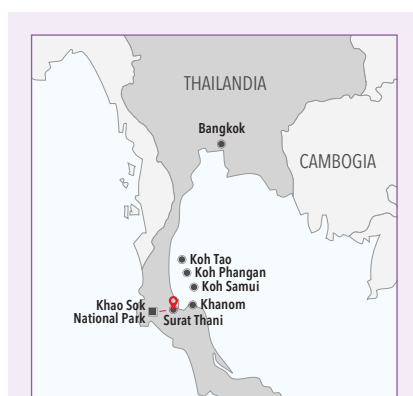 THAILANDIA
Bangkok
CAMBOGIA
Koh Tao
Koh Phangan
Koh Samui
Khao Sok
National Park
Khanom
Surat Thani